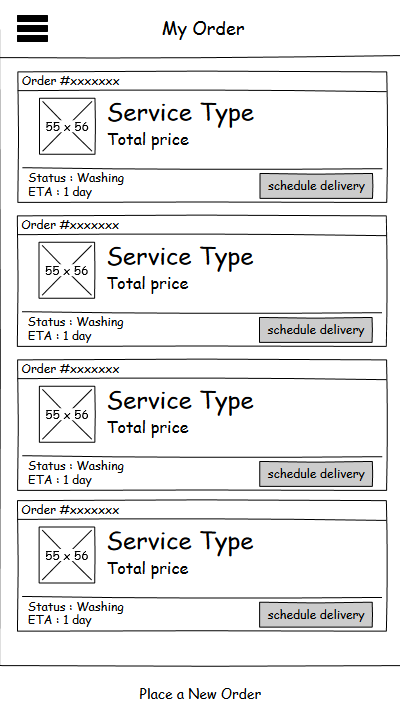 My Order
Order #xxxxxxx
55 x 56
Service Type
Total price
Status : Washing
ETA : 1 day
schedule delivery
Order #xxxxxxx
55 x 56
Service Type
Total price
Status : Washing
ETA : 1 day
schedule delivery
Order #xxxxxxx
55 x 56
Service Type
Total price
Status : Washing
ETA : 1 day
schedule delivery
Order #xxxxxxx
55 x 56
Service Type
Total price
Status : Washing
ETA : 1 day
schedule delivery
Place a New Order